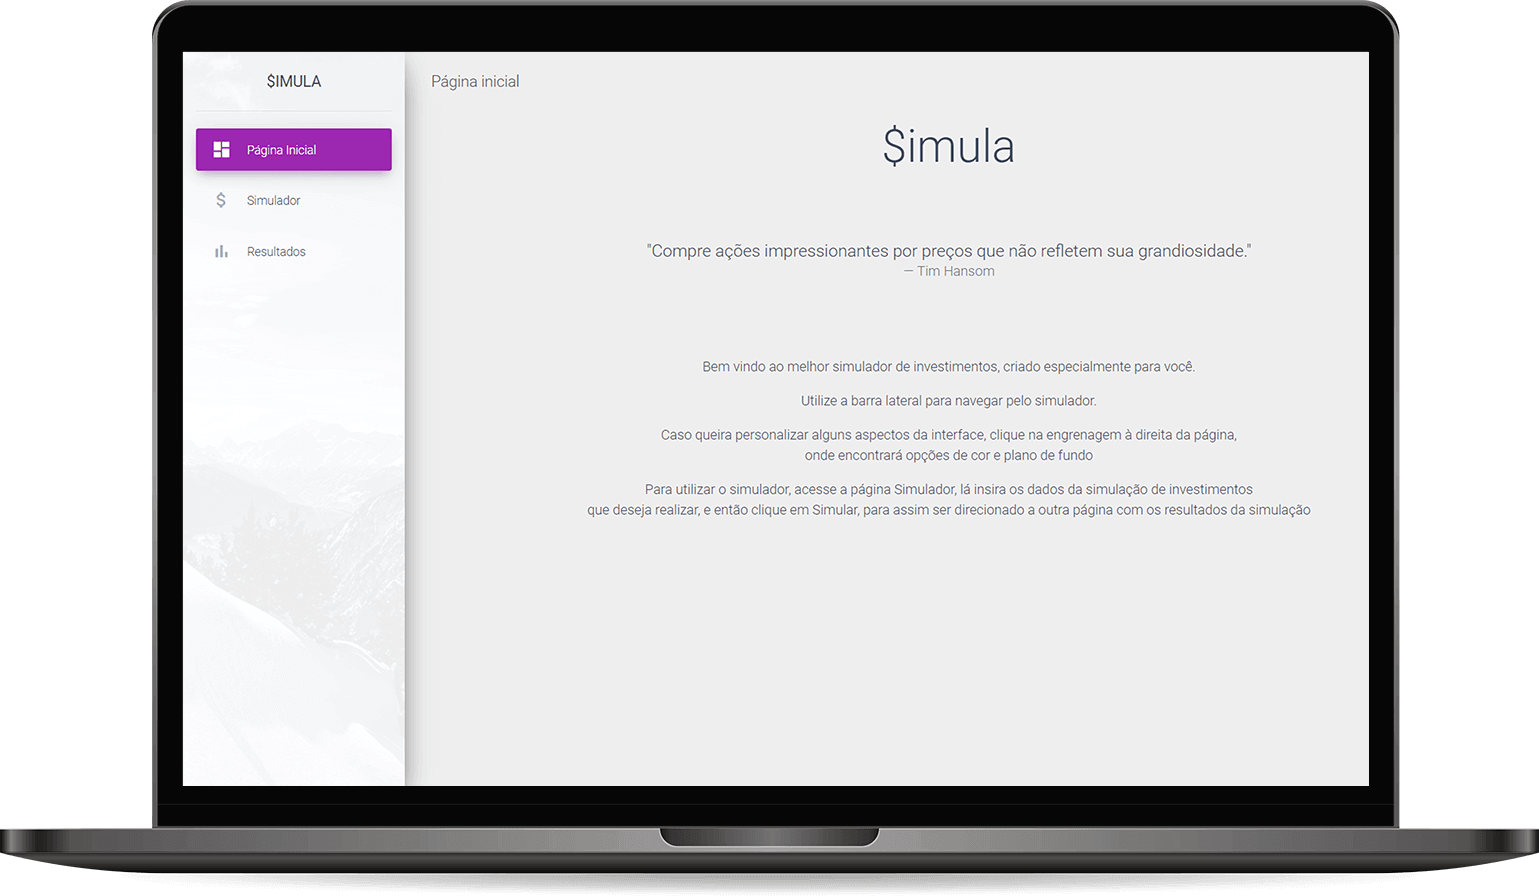 $IMULA
Página Inicial
Simulador
Resultados
Página inicial
$imula
"Compre ações impressionantes por preços que não refletem sua grandiosidade."
— Tim Hansom
Bem vindo ao melhor simulador de investimentos, criado especialmente para você.
Utilize a barra lateral para navegar pelo simulador.
Caso queira personalizar alguns aspectos da interface, clique na engrenagem à direita da página,
onde encontrará opções de cor e plano de fundo
Para utilizar o simulador, acesse a página Simulador, lá insira os dados da simulação de investimentos
que deseja realizar, e então clique em Simular, para assim ser direcionado a outra página com os resultados da simulação